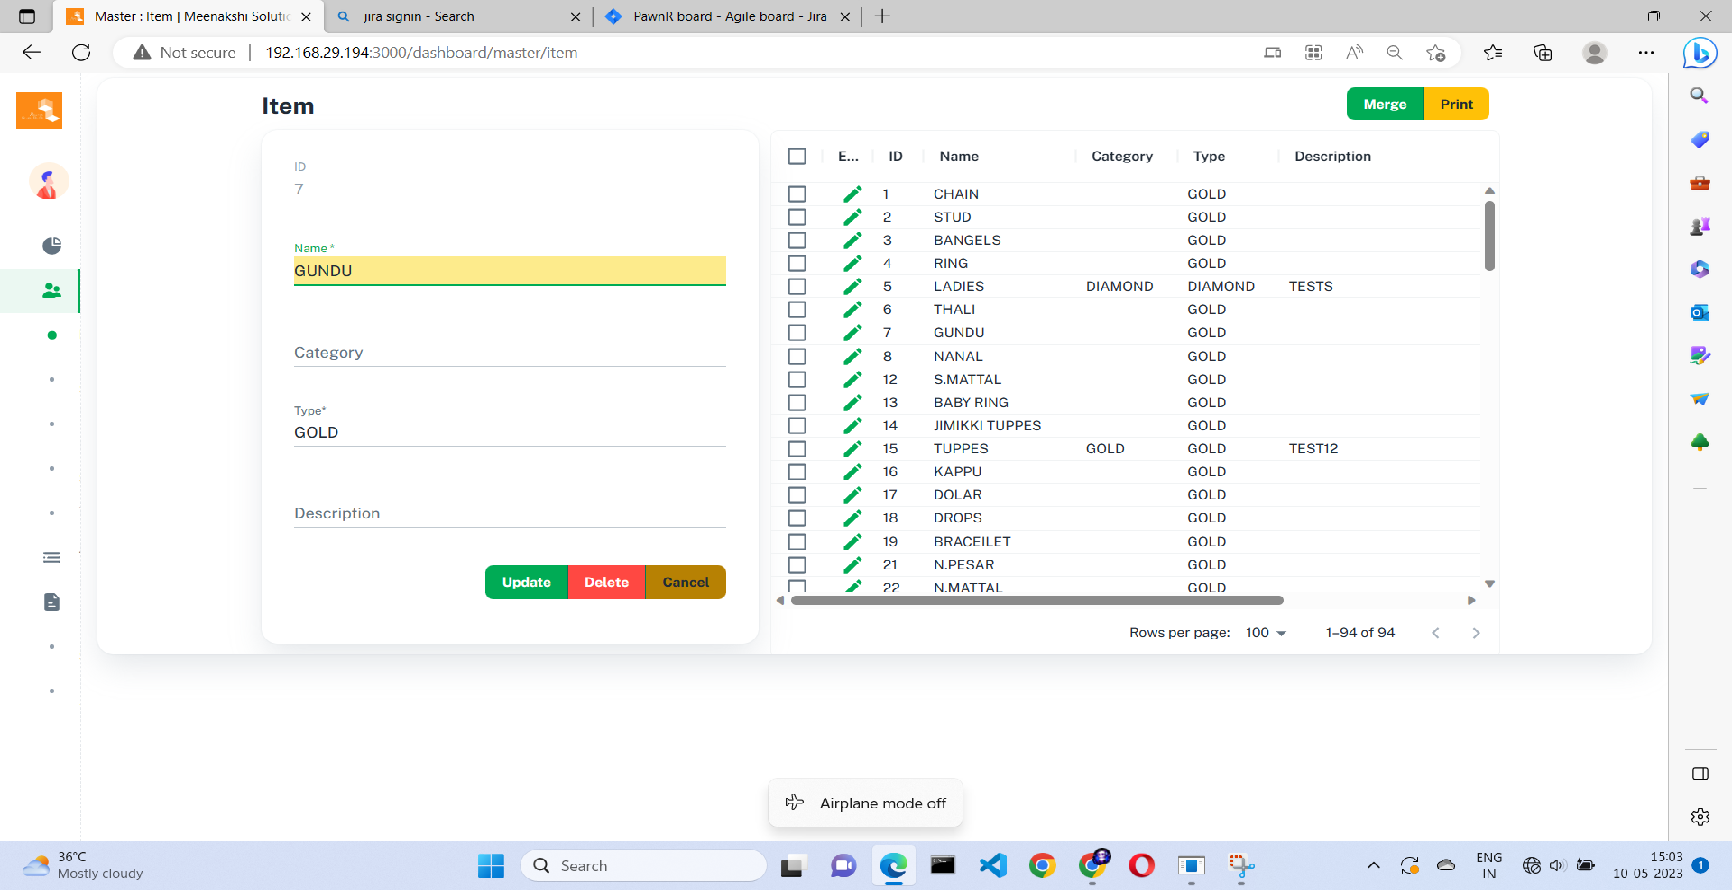 Master : Item | Meenakshi Solutic
jira signin - Search
PawnR board - Agile board - Jira
Not secure
192.168.29.194:3000/dashboard/master/item
Item
Merge
Print
ID
7
Name *
GUNDU
Category
Type*
GOLD
Description
Update
Delete
Cancel
E... ID Name Category Type Description
1 CHAIN GOLD
2 STUD GOLD
3 BANGELS GOLD
4 RING GOLD
5 LADIES DIAMOND DIAMOND TESTS
6 THALI GOLD
7 GUNDU GOLD
8 NANAL GOLD
12 S.MATTAL GOLD
13 BABY RING GOLD
14 JIMIKKI TUPPES GOLD
15 TUPPES GOLD GOLD TEST12
16 KAPPU GOLD
17 DOLAR GOLD
18 DROPS GOLD
19 BRACEILET GOLD
21 N.PESAR GOLD
22 N.MATTAL GOLD
Rows per page: 100 1–94 of 94
Airplane mode off
36°C
Mostly cloudy
Search
ENG
IN
15:03
10-05-2023
1